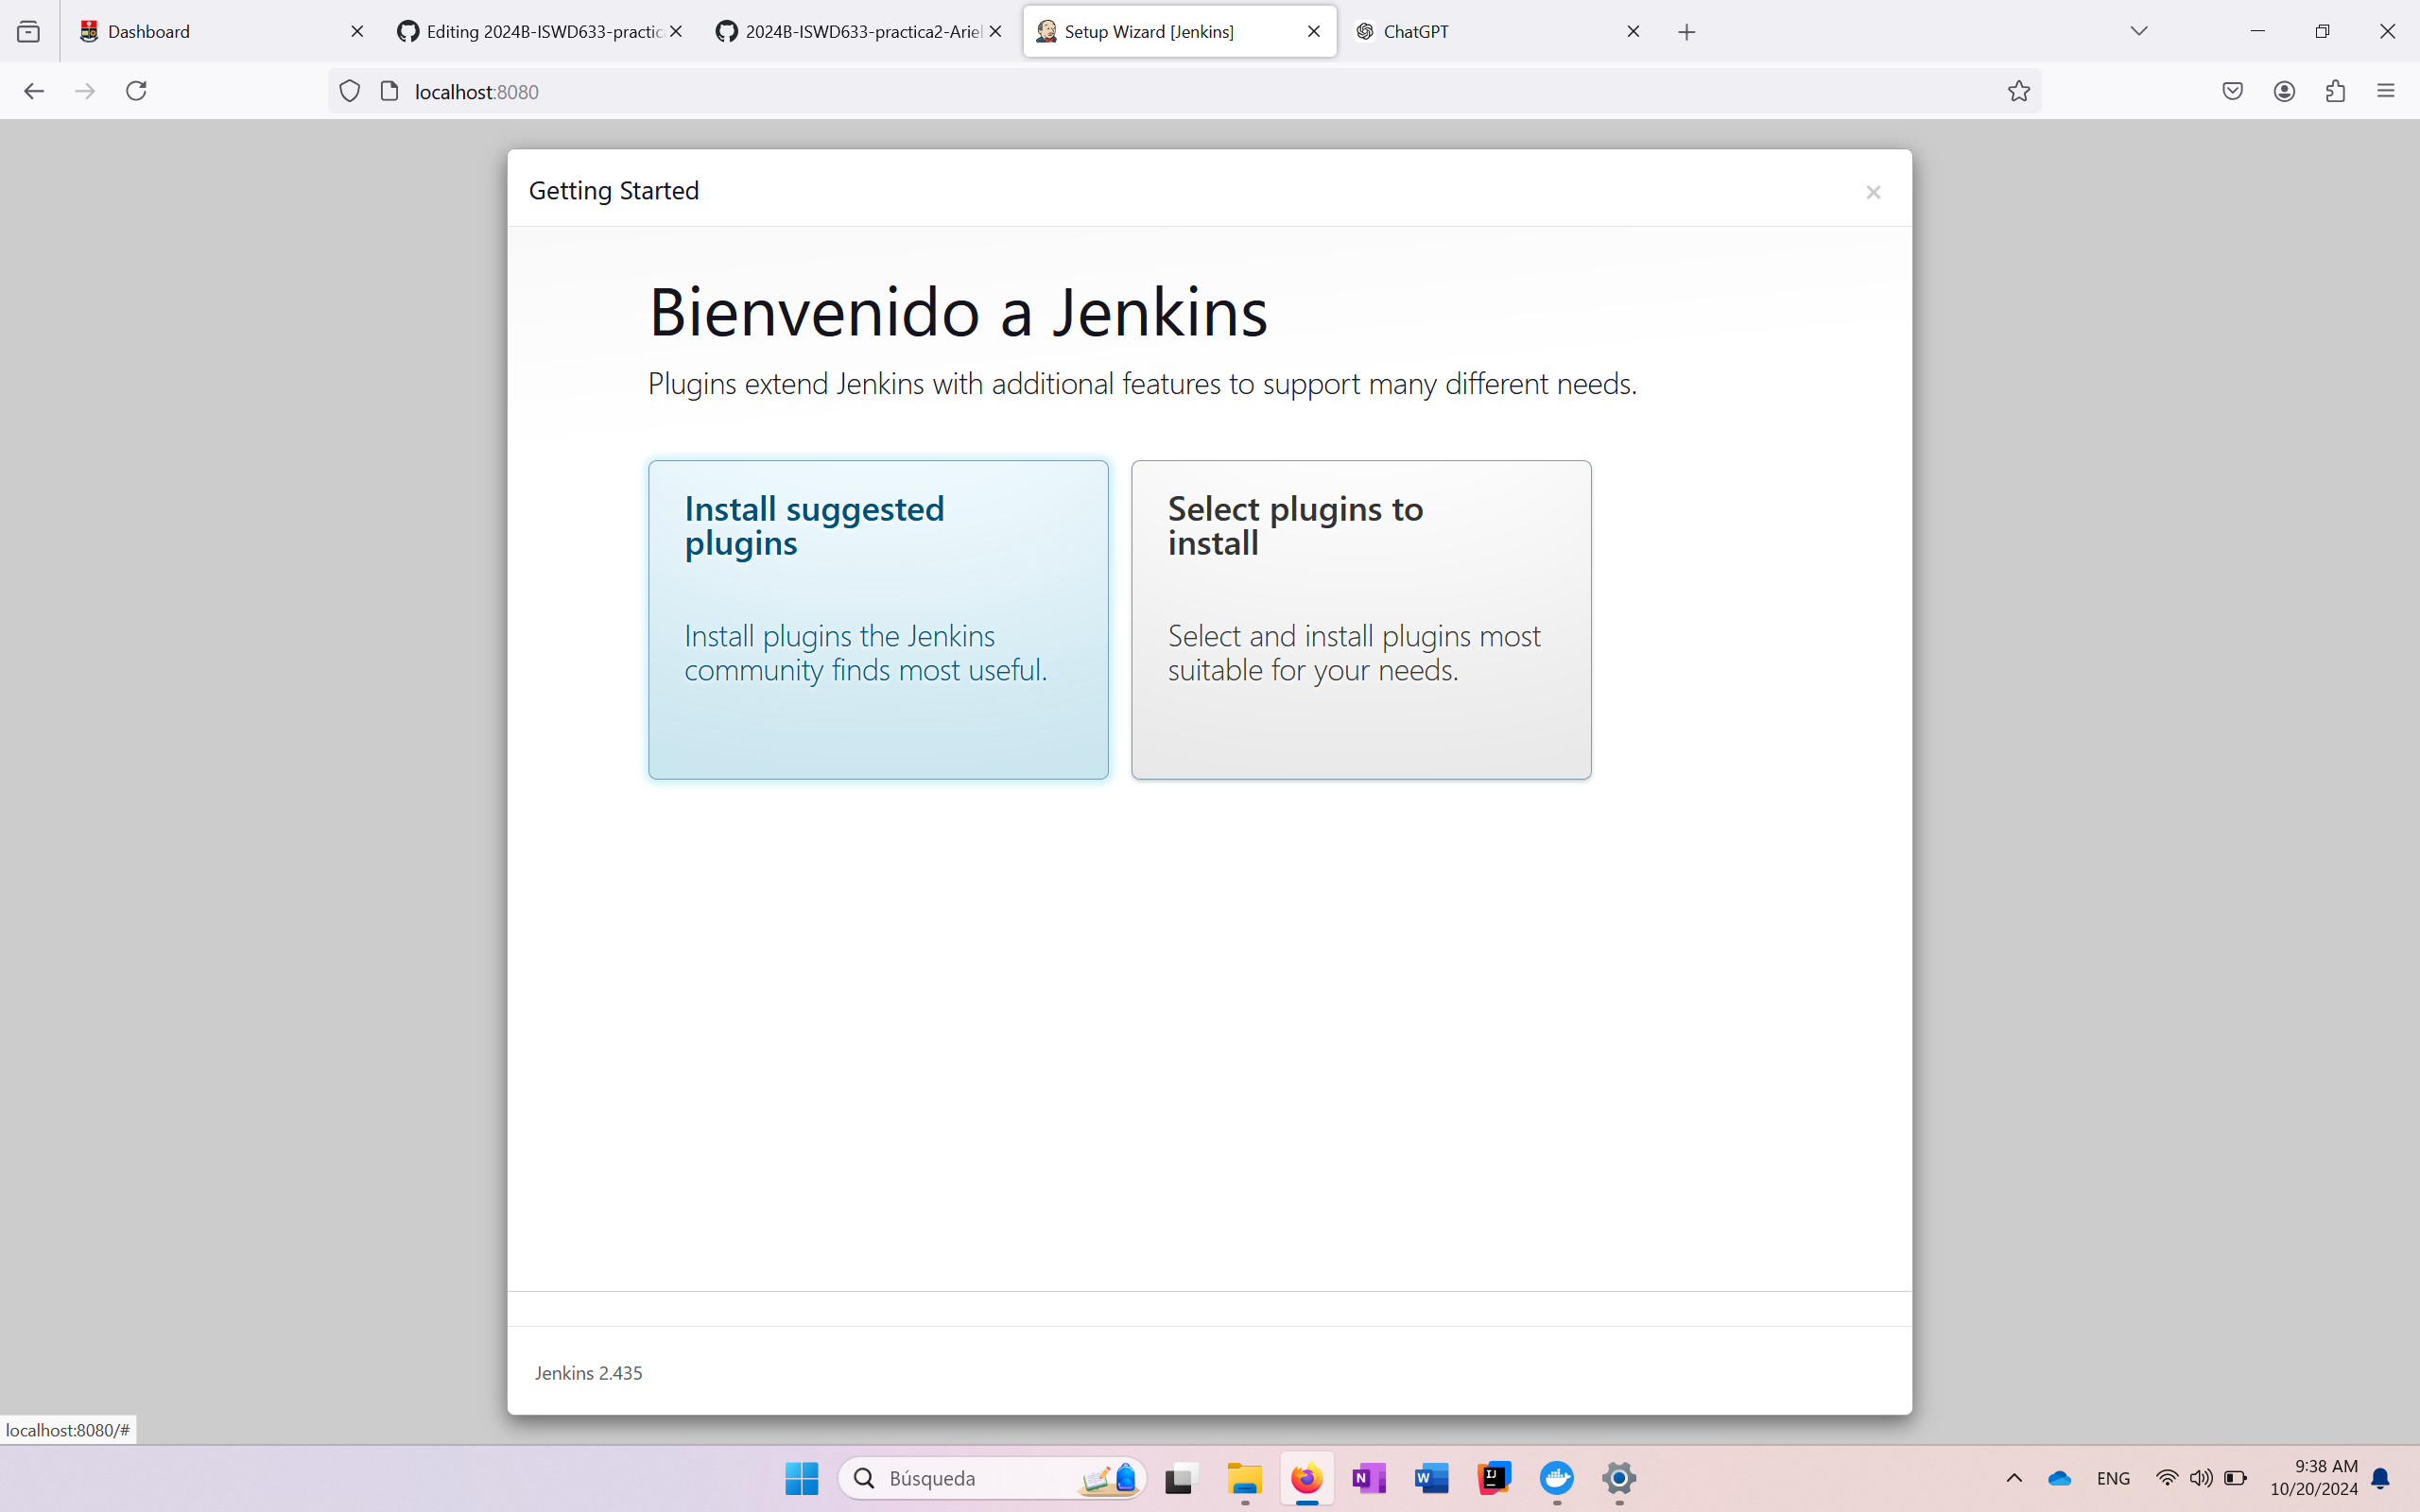 Dashboard
Editing 2024B-ISWD633-practic
2024B-ISWD633-practica2-Ariel
Setup Wizard [Jenkins]
ChatGPT
localhost:8080
Getting Started
Bienvenido a Jenkins
Plugins extend Jenkins with additional features to support many different needs.
Install suggested
plugins
Install plugins the Jenkins
community finds most useful.
Select plugins to
install
Select and install plugins most
suitable for your needs.
Jenkins 2.435
localhost:8080/#
Búsqueda
ENG
9:38 AM
10/20/2024